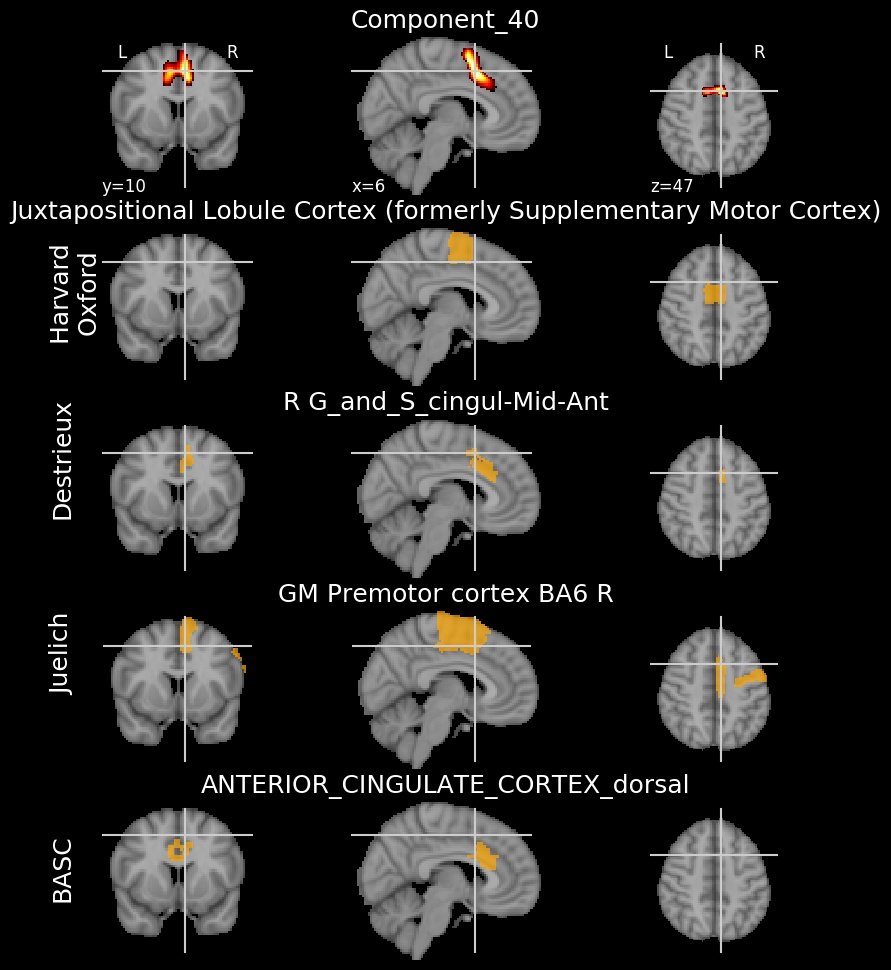 Component_40
L R L R
y=10 x=6 z=47
Juxtapositional Lobule Cortex (formerly Supplementary Motor Cortex)
Harvard
Oxford
R G_and_S_cingul-Mid-Ant
Destrieux
GM Premotor cortex BA6 R
Juelich
ANTERIOR_CINGULATE_CORTEX_dorsal
BASC